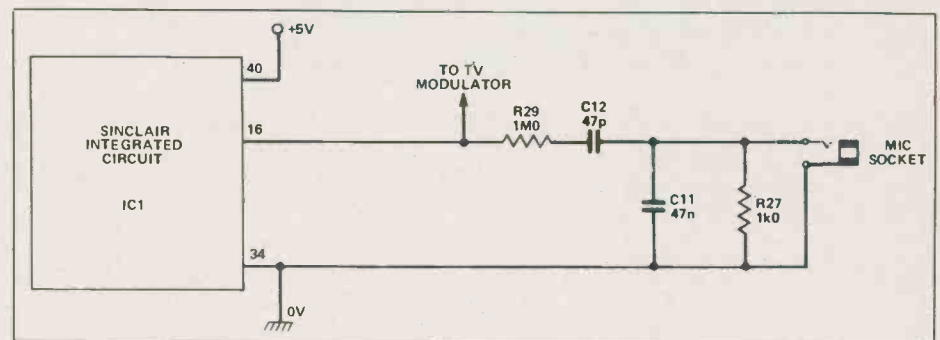 +5V
40
TO TV
MODULATOR
R29
1M0
C12
47p
SINCLAIR
INTEGRATED
CIRCUIT
IC1
16
MIC
SOCKET
C11
47n
R27
1k0
34
0V